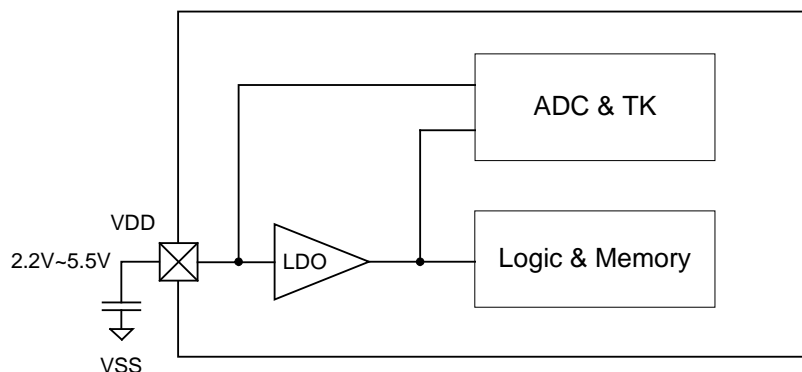 ADC & TK
VDD
2.2V~5.5V
LDO
Logic & Memory
VSS